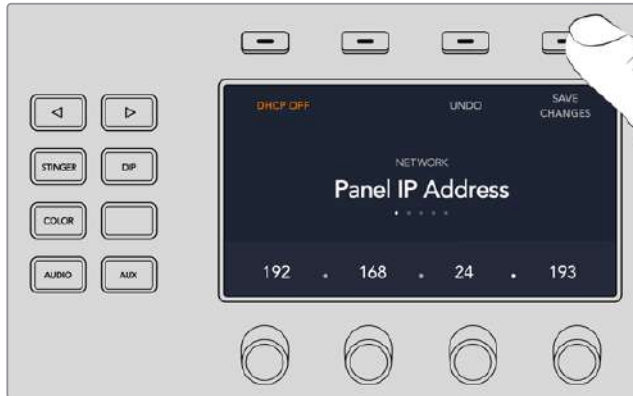 DHCP OFF
UNDO
SAVE
CHANGES
NETWORK
Panel IP Address
192 . 168 . 24 . 193
STINGER
DIP
COLOR
AUDIO
AUX